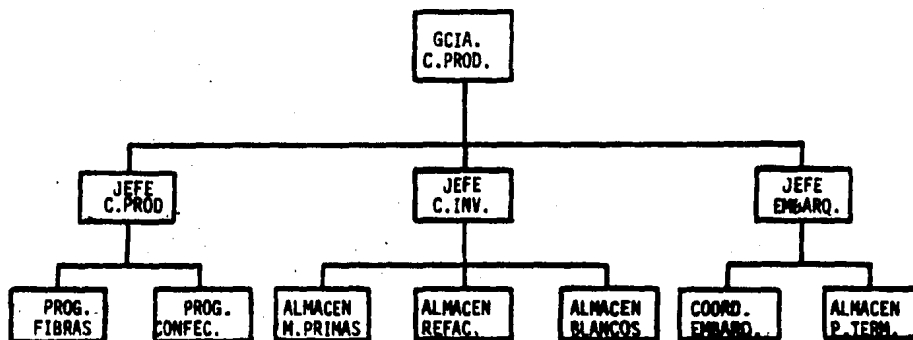 GCIA.
C.PROD.
JEFE
C.PROD
JEFE
C.INV.
JEFE
EMBARQ.
PROG.
FIBRAS
PROG.
CONFEC.
ALMACEN
M.PRIMAS
ALMACEN
REFAC.
ALMACEN
BLANCOS
COORD.
EMBARQ.
ALMACEN
P.TERM.